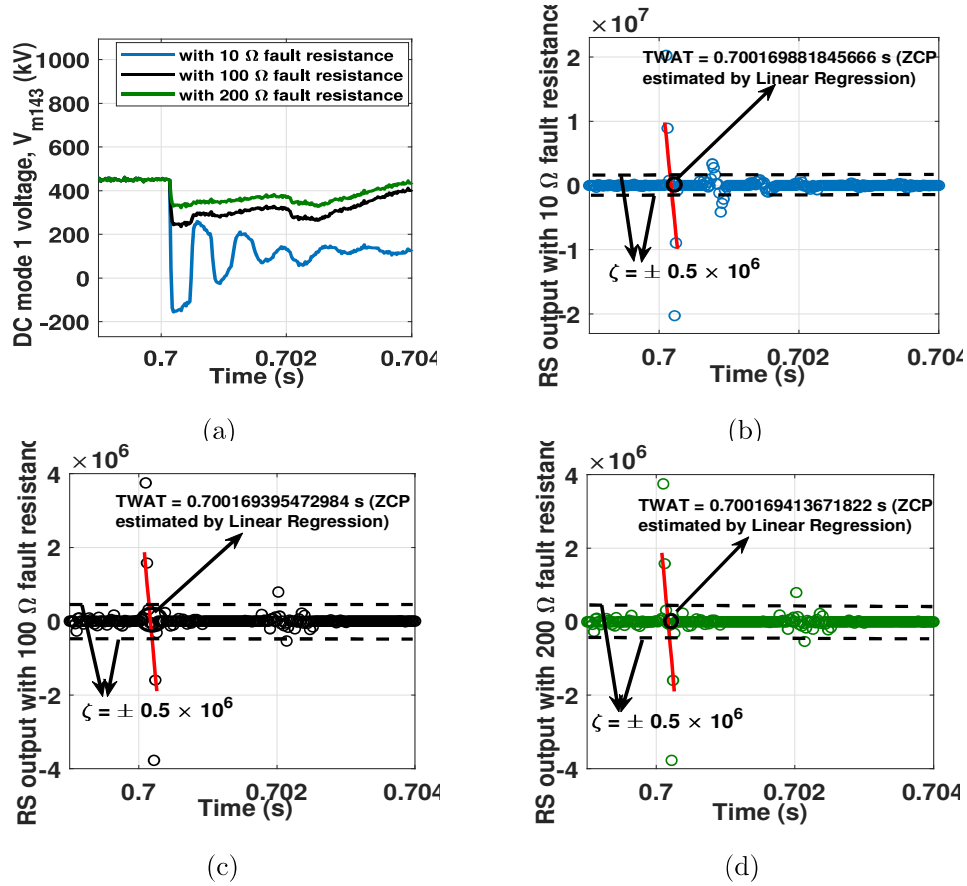 1000
800
600
400
200
0
-200
DC mode 1 voltage, V_m143 (kV)
with 10 Ω fault resistance
with 100 Ω fault resistance
with 200 Ω fault resistance
0.7 0.702 0.704
Time (s)
(a)
×10^7
2
1
0
-1
-2
RS output with 10 Ω fault resistance
TWAT = 0.700169881845666 s (ZCP
estimated by Linear Regression)
ζ = ± 0.5 × 10^6
0.7 0.702 0.704
Time (s)
(b)
×10^6
4
2
0
-2
-4
RS output with 100 Ω fault resistanc
TWAT = 0.700169395472984 s (ZCP
estimated by Linear Regression)
ζ = ± 0.5 × 10^6
0.7 0.702 0.704
Time (s)
(c)
×10^6
4
2
0
-2
-4
RS output with 200 Ω fault resistanc
TWAT = 0.700169413671822 s (ZCP
estimated by Linear Regression)
ζ = ± 0.5 × 10^6
0.7 0.702 0.704
Time (s)
(d)